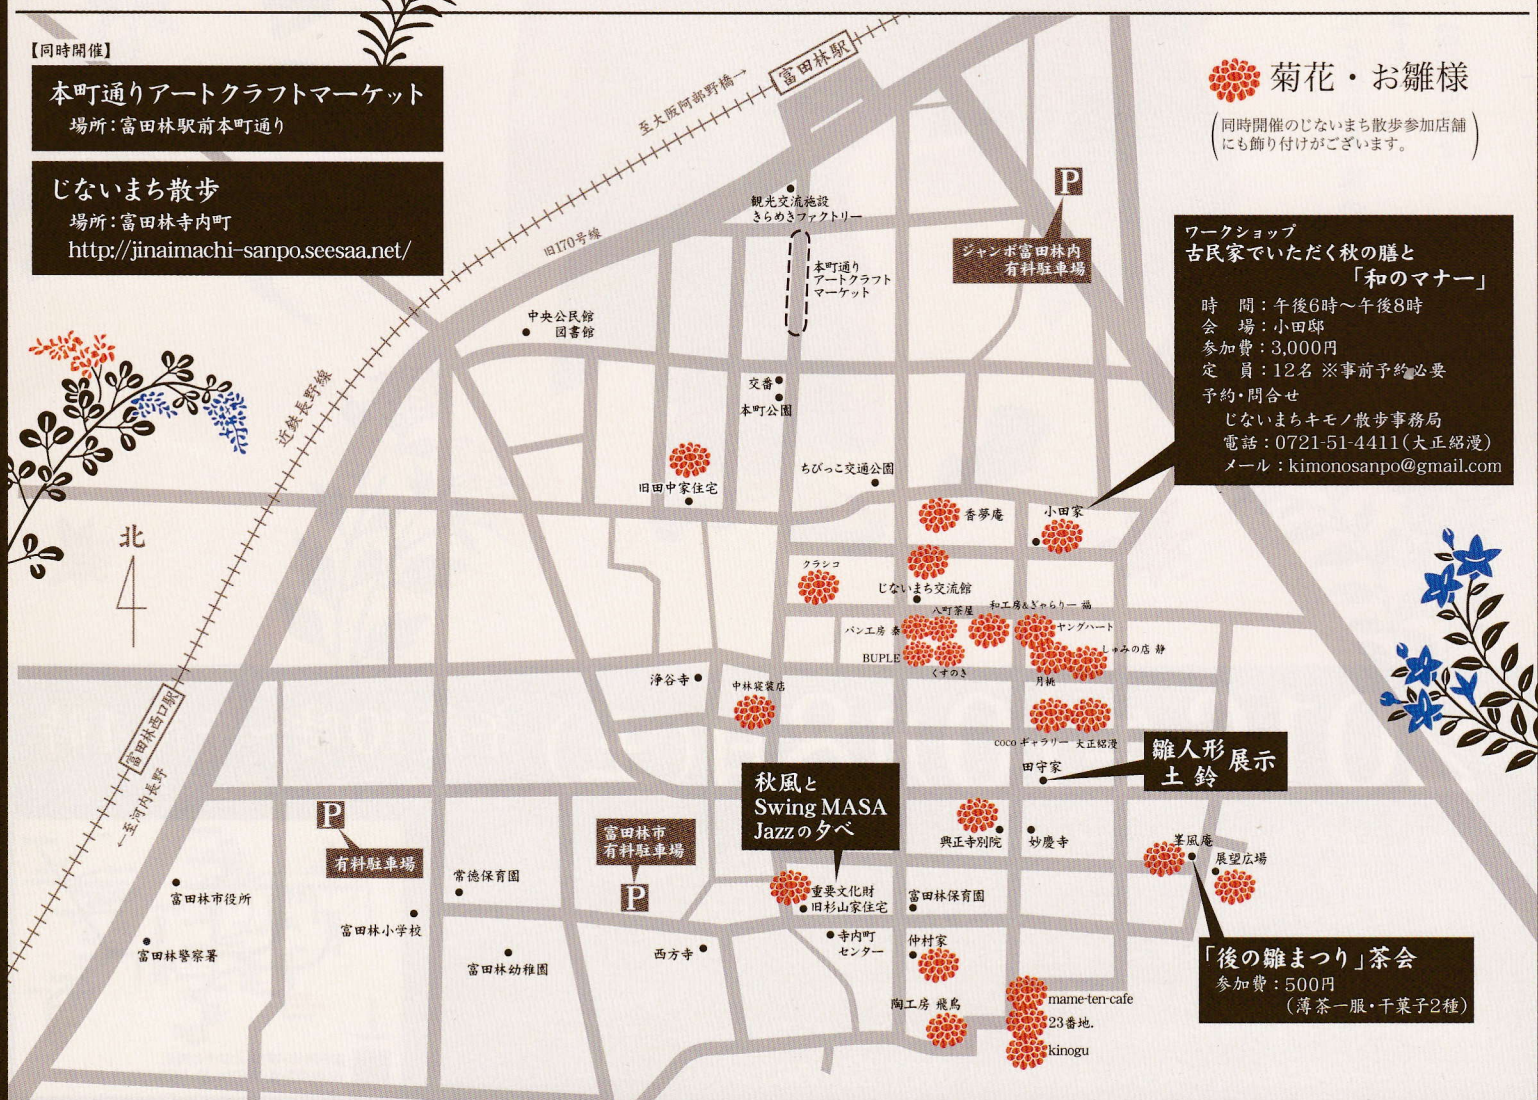 【同時開催】
本町通りアートクラフトマーケット
場所：富田林駅前本町通り
じないまち散歩
場所：富田林寺内町
http://jinaimachi-sanpo.seesaa.net/
菊花・お雛様
(同時開催のじないまち散歩参加店舗
にも飾り付けがございます。)
富田林駅
至大阪阿部野橋→
旧170号線
近鉄長野線
観光交流施設
きらめきファクトリー
本町通り
アートクラフト
マーケット
P
ジャンボ富田林内
有料駐車場
ワークショップ
古民家でいただく秋の膳と
「和のマナー」
時　間：午後6時～午後8時
会　場：小田邸
参加費：3,000円
定　員：12名 ※事前予約必要
予約・問合せ
じないまちキモノ散歩事務局
電話：0721-51-4411(大正絽漫)
メール：kimonosanpo@gmail.com
中央公民館
図書館
交番
本町公園
旧田中家住宅
ちびっこ交通公園
香夢庵
小田家
クラシコ
じないまち交流館
八町茶屋
和工房&ぎゃらりー 福
パン工房 泰
ヤングハート
BUPLE
くすのき
しゅみの店 静
月桃
北
浄谷寺
中林寝装店
coco ギャラリー
大正絽漫
田守家
雛人形
土鈴
展示
富田林西口駅
←至河内長野
秋風と
Swing MASA
Jazzの夕べ
興正寺別院
妙慶寺
峯風庵
展望広場
P
有料駐車場
富田林市
有料駐車場
P
富田林市役所
富田林警察署
富田林小学校
常徳保育園
富田林幼稚園
西方寺
重要文化財
旧杉山家住宅
富田林保育園
寺内町
センター
仲村家
陶工房 飛鳥
mame-ten-cafe
23番地.
kinogu
「後の雛まつり」茶会
参加費：500円
(薄茶一服・干菓子2種)